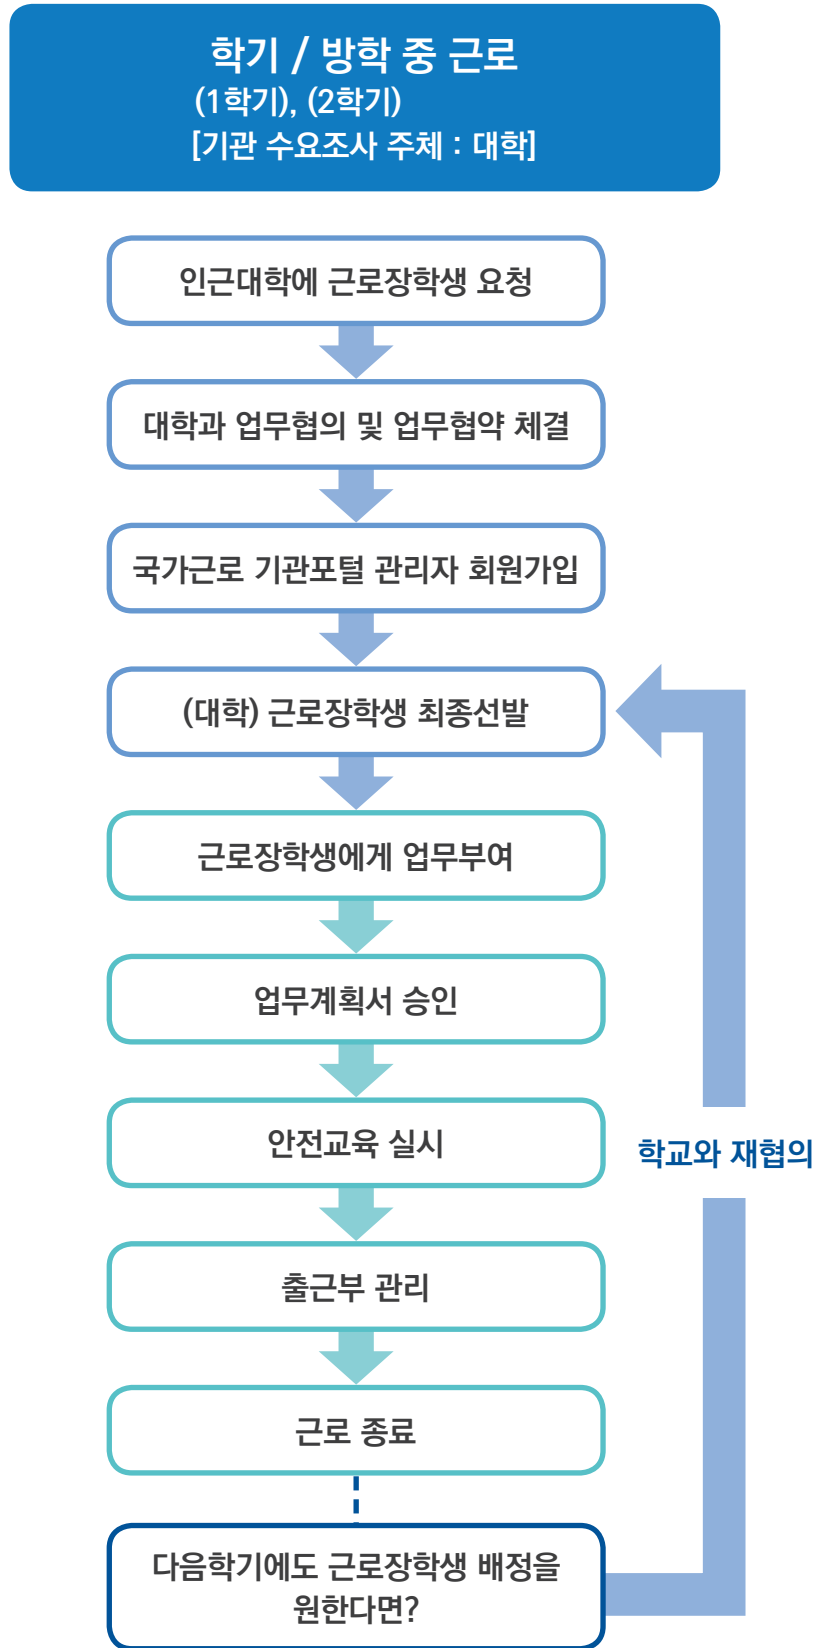 학기 / 방학 중 근로
(1학기), (2학기)
[기관 수요조사 주체 : 대학]
인근대학에 근로장학생 요청
대학과 업무협의 및 업무협약 체결
국가근로 기관포털 관리자 회원가입
(대학) 근로장학생 최종선발
근로장학생에게 업무부여
업무계획서 승인
안전교육 실시
학교와 재협의
출근부 관리
근로 종료
다음학기에도 근로장학생 배정을
원한다면?